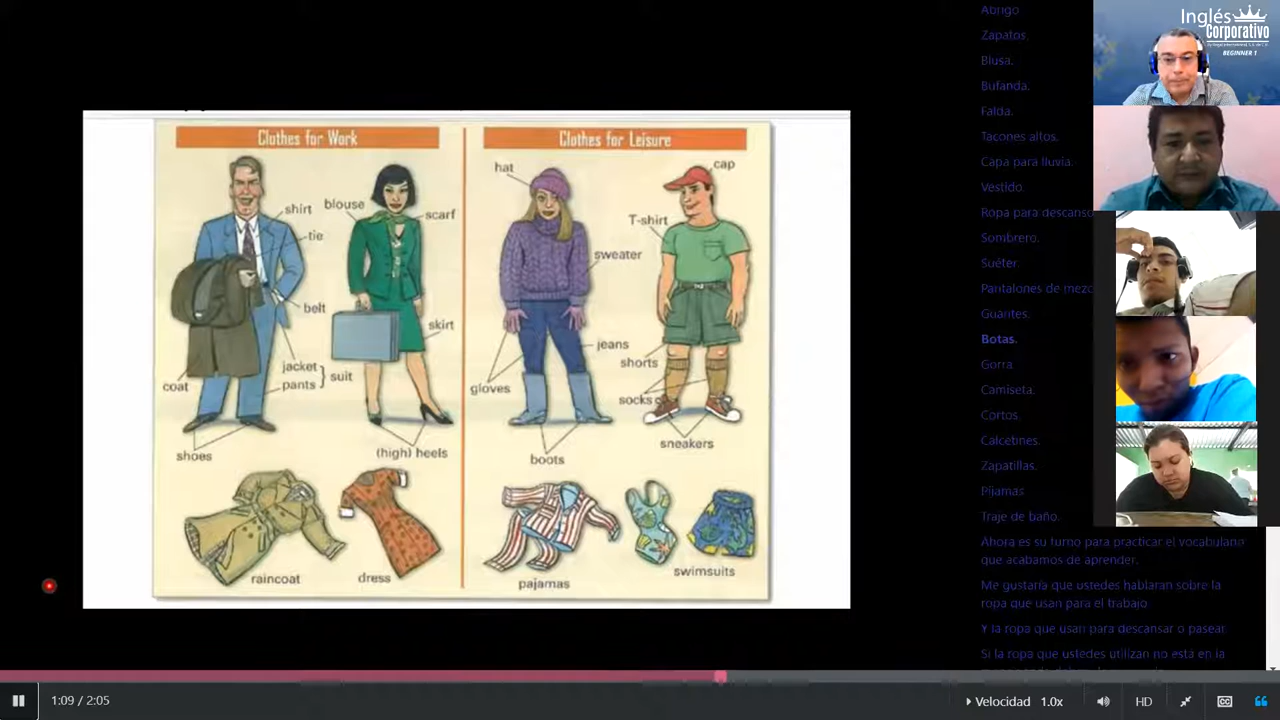 Clothes for Work
Clothes for Leisure
hat
cap
shirt
blouse
scarf
T-shirt
tie
sweater
belt
skirt
jeans
shorts
jacket
pants
suit
coat
gloves
socks
shoes
(high) heels
boots
sneakers
raincoat
dress
pajamas
swimsuits
Abrigo
Zapatos.
Blusa.
Bufanda.
Falda.
Tacones altos.
Capa para lluvia.
Vestido.
Ropa para descanso
Sombrero.
Suéter.
Pantalones de mezc
Guantes.
Botas.
Gorra
Camiseta.
Cortos.
Calcetines.
Zapatillas.
Pijamas
Traje de baño.
Ahora es su turno para practicar el vocabulario
que acabamos de aprender.
Me gustaría que ustedes hablaran sobre la
ropa que usan para el trabajo
Y la ropa que usan para descansar o pasear.
Si la ropa que ustedes utilizan no está en la
Inglés
Corporativo
BEGINNER 1
1:09 / 2:05
Velocidad 1.0x
HD
CC